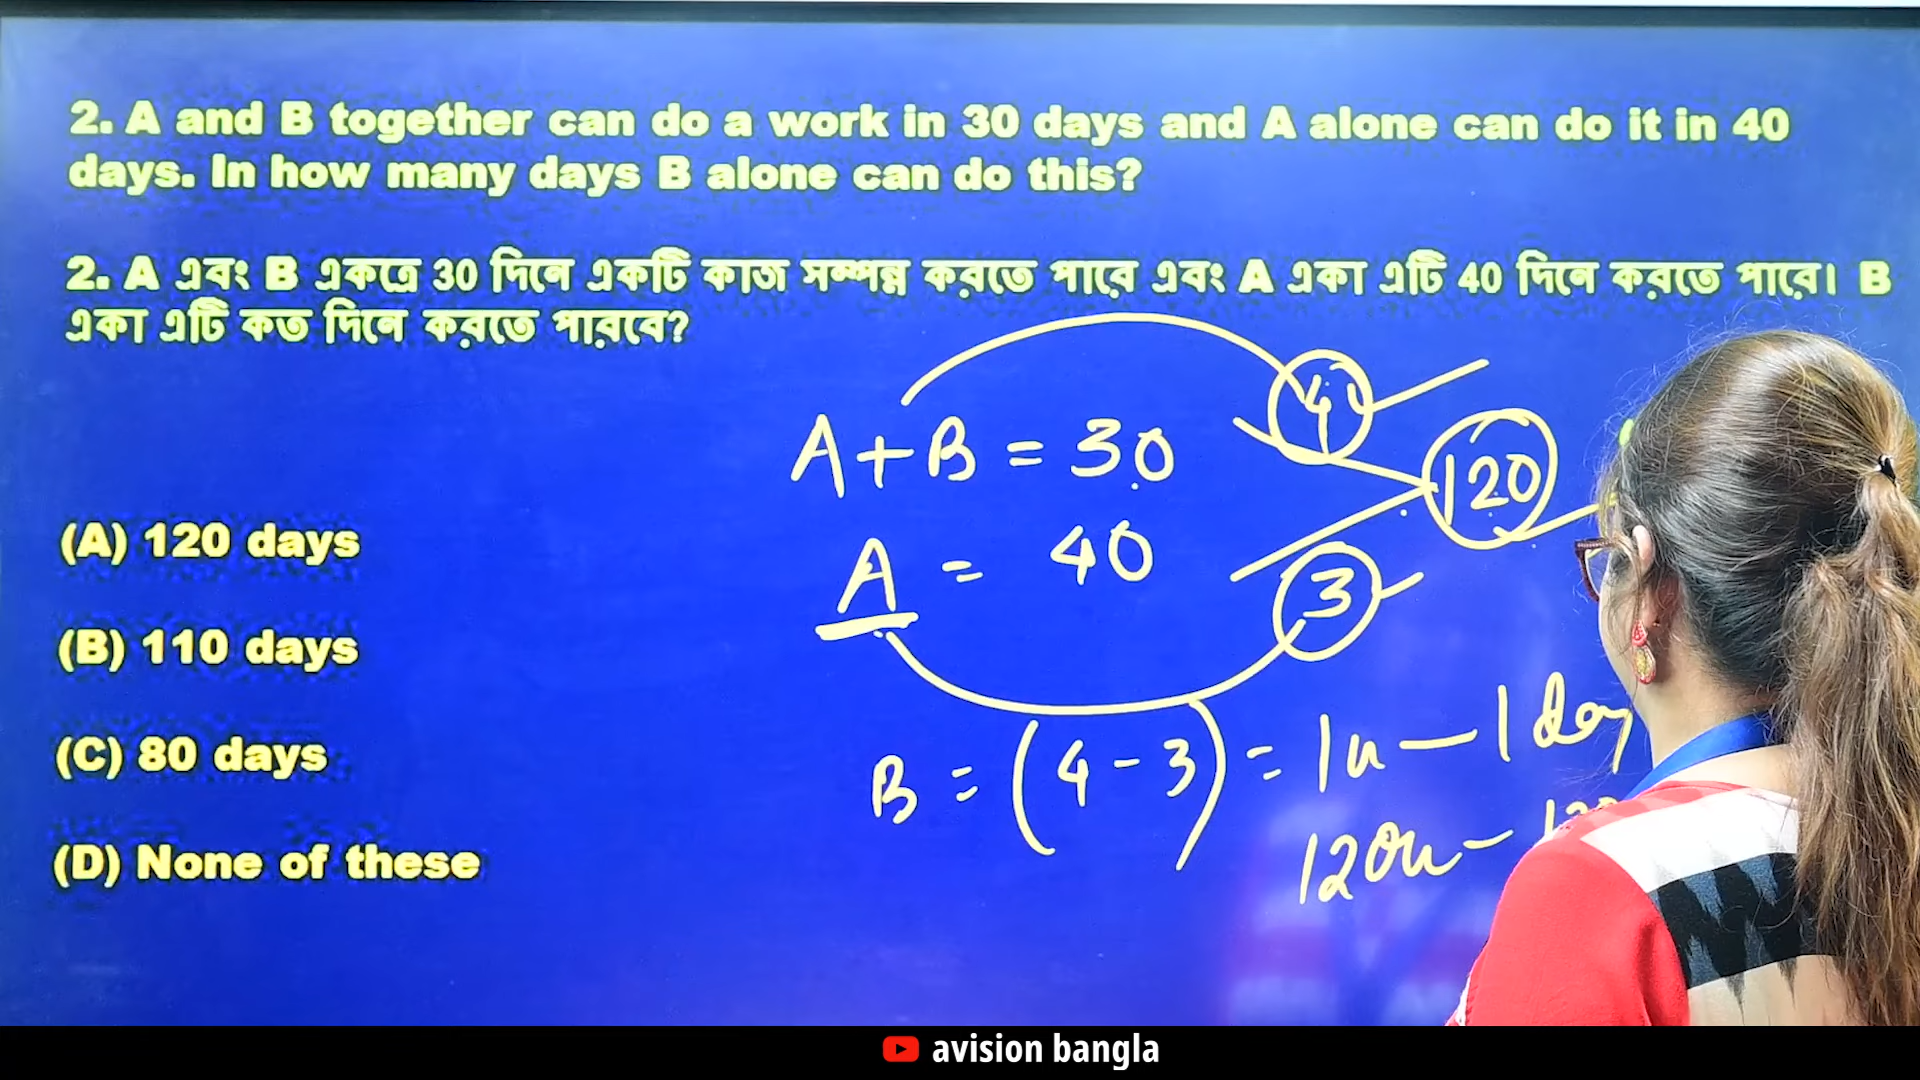 2. A and B together can do a work in 30 days and A alone can do it in 40
days. In how many days B alone can do this?
2. A এবং B একত্রে 30 দিনে একটি কাজ সম্পন্ন করতে পারে এবং A একা এটি 40 দিনে করতে পারে। B
একা এটি কত দিনে করতে পারবে?
(A) 120 days
(B) 110 days
(C) 80 days
(D) None of these
A+B = 30
A = 40
4
120
3
B = (4-3) = 1u - 1 day
120u -
avision bangla